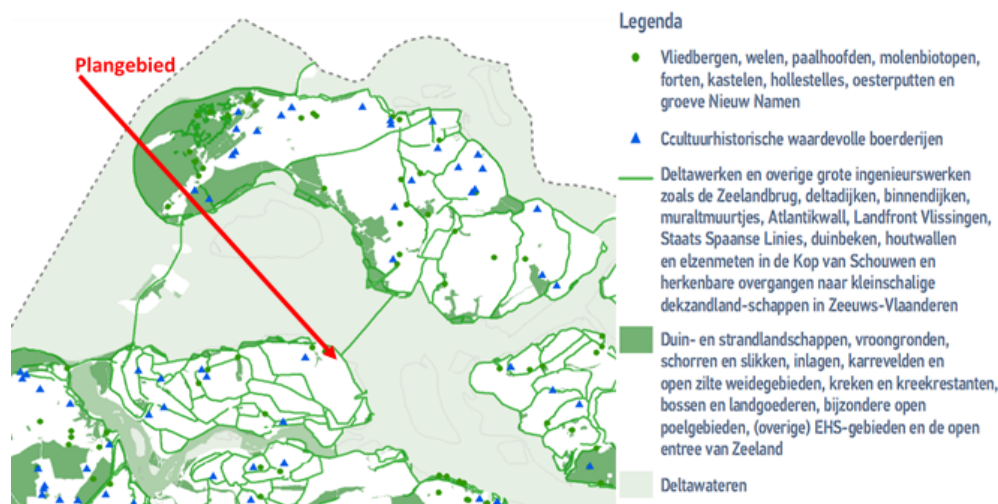 Plangebied
Legenda
Vliedbergen, welen, paalhoofden, molenbiotopen,
forten, kastelen, hollestelles, oesterputten en
groeve Nieuw Namen
Ccultuurhistorische waardevolle boerderijen
Deltawerken en overige grote ingenieurswerken
zoals de Zeelandbrug, deltadijken, binnendijken,
muraltmuurtjes, Atlantikwall, Landfront Vlissingen,
Staats Spaanse Linies, duinbeken, houtwallen
en elzenmeten in de Kop van Schouwen en
herkenbare overgangen naar kleinschalige
dekzandland-schappen in Zeeuws-Vlaanderen
Duin- en strandlandschappen, vroongronden,
schorren en slikken, inlagen, karrevelden en
open zilte weidegebieden, kreken en kreekrestanten,
bossen en landgoederen, bijzondere open
poelgebieden, (overige) EHS-gebieden en de open
entree van Zeeland
Deltawateren